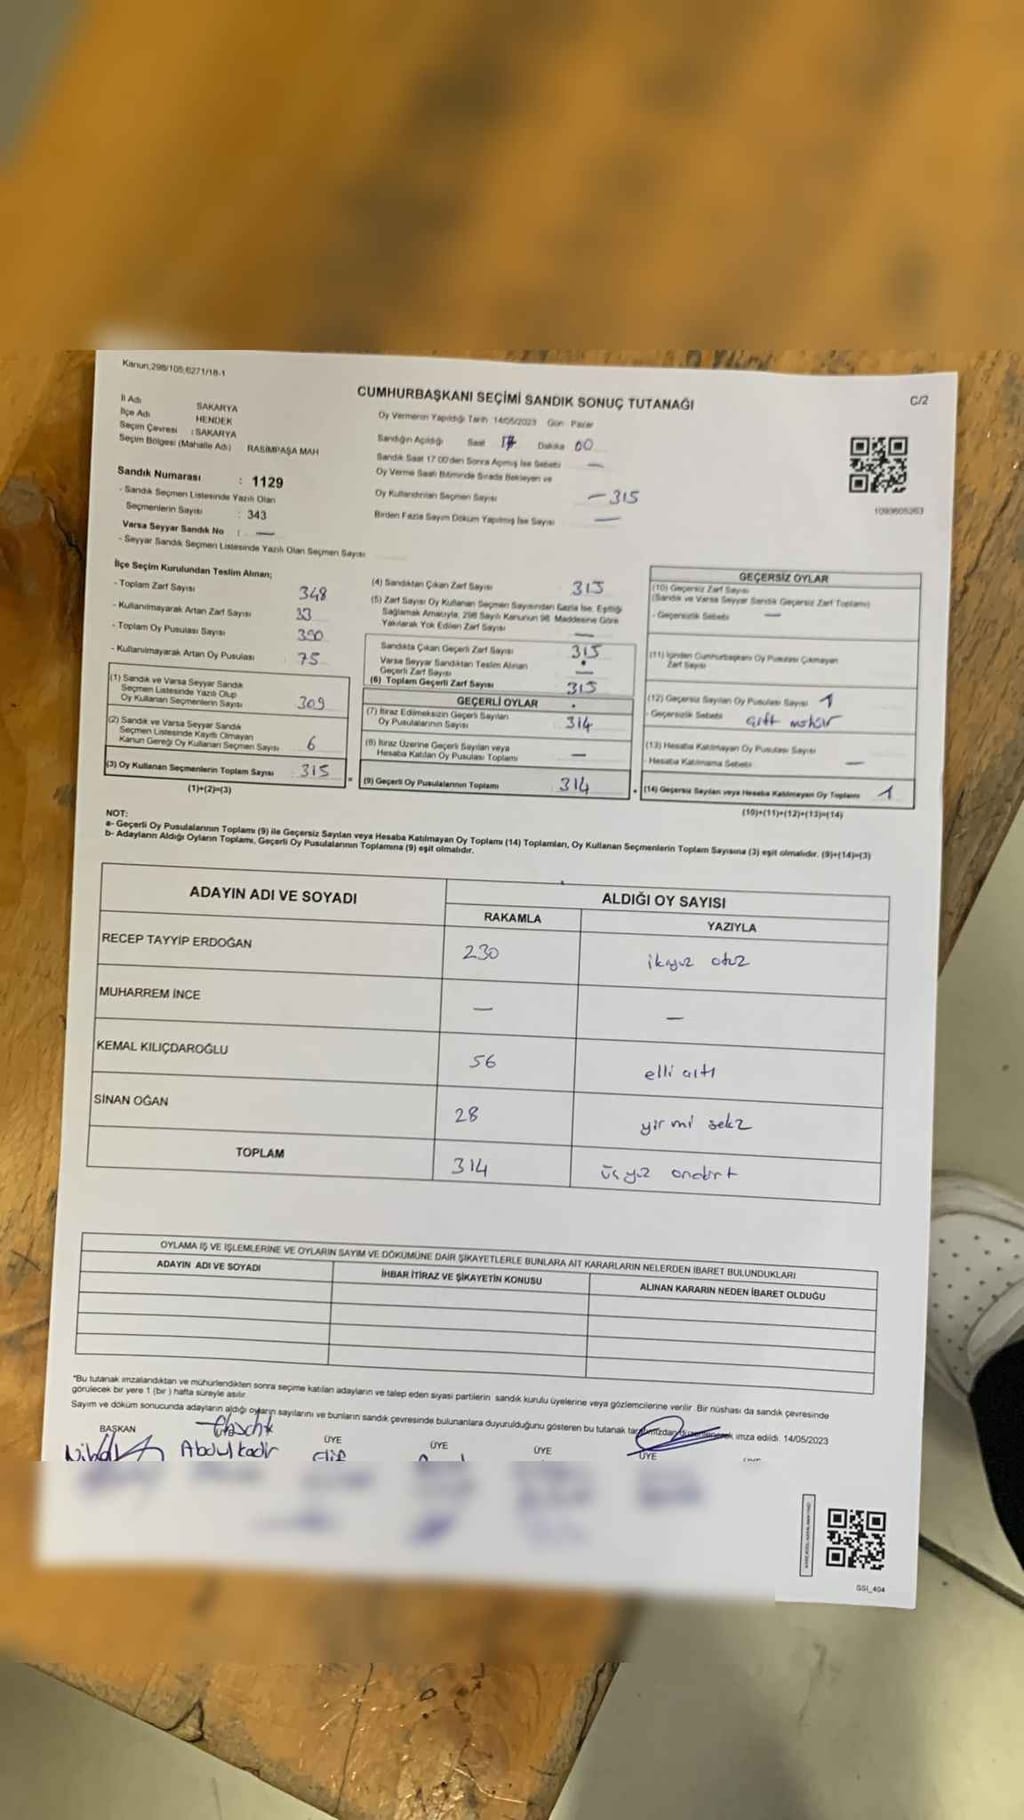 Kanun;298/105;6271/18-1
CUMHURBAŞKANI SEÇİMİ SANDIK SONUÇ TUTANAĞI
C/2
İl Adı SAKARYA
İlçe Adı HENDEK
Seçim Çevresi : SAKARYA
Seçim Bölgesi (Mahalle Adı) RASİMPAŞA MAH
Sandık Numarası : 1129
- Sandık Seçmen Listesinde Yazılı Olan
Seçmenlerin Sayısı : 343
Varsa Seyyar Sandık No : —
- Seyyar Sandık Seçmen Listesinde Yazılı Olan Seçmen Sayısı
Oy Vermenin Yapıldığı Tarih 14/05/2023 Gün Pazar
Sandığın Açıldığı Saat Dakika 00
Sandık Saat 17:00'den Sonra Açılmış İse Sebebi —
Oy Verme Saati Bitiminde Sırada Bekleyen ve
Oy Kullandırılan Seçmen Sayısı — 315
Birden Fazla Sayım Döküm Yapılmış İse Sayısı —
1093605263
İlçe Seçim Kurulundan Teslim Alınan;
- Toplam Zarf Sayısı 348
- Kullanılmayarak Artan Zarf Sayısı 33
- Toplam Oy Pusulası Sayısı 390
- Kullanılmayarak Artan Oy Pusulası 75
(1) Sandık ve Varsa Seyyar Sandık
Seçmen Listesinde Yazılı Olup
Oy Kullanan Seçmenlerin Sayısı 309
(2) Sandık ve Varsa Seyyar Sandık
Seçmen Listesinde Kayıtlı Olmayan
Kanun Gereği Oy Kullanan Seçmen Sayısı 6
(3) Oy Kullanan Seçmenlerin Toplam Sayısı 315
(1)+(2)=(3)
(4) Sandıktan Çıkan Zarf Sayısı 315
(5) Zarf Sayısı Oy Kullanan Seçmen Sayısından Fazla İse, Eşitliği
Sağlamak Amacıyla, 298 Sayılı Kanunun 98. Maddesine Göre
Yakılarak Yok Edilen Zarf Sayısı —
Sandıkta Çıkan Geçerli Zarf Sayısı 315
Varsa Seyyar Sandıktan Teslim Alınan
Geçerli Zarf Sayısı —
(6) Toplam Geçerli Zarf Sayısı 315
GEÇERLİ OYLAR
(7) İtiraz Edilmeksizin Geçerli Sayılan
Oy Pusulalarının Sayısı 314
(8) İtiraz Üzerine Geçerli Sayılan veya
Hesaba Katılan Oy Pusulası Toplamı —
(9) Geçerli Oy Pusulalarının Toplamı 314
GEÇERSİZ OYLAR
(10) Geçersiz Zarf Sayısı
(Sandık ve Varsa Seyyar Sandık Geçersiz Zarf Toplamı)
- Geçersizlik Sebebi —
(11) İçinden Cumhurbaşkanı Oy Pusulası Çıkmayan
Zarf Sayısı
(12) Geçersiz Sayılan Oy Pusulası Sayısı 1
- Geçersizlik Sebebi
(13) Hesaba Katılmayan Oy Pusulası Sayısı
- Hesaba Katılmama Sebebi —
(14) Geçersiz Sayılan veya Hesaba Katılmayan Oy Toplamı 1
(10)+(11)+(12)+(13)=(14)
NOT:
a- Geçerli Oy Pusulalarının Toplamı (9) ile Geçersiz Sayılan veya Hesaba Katılmayan Oy Toplamı (14) Toplamları, Oy Kullanan Seçmenlerin Toplam Sayısına (3) eşit olmalıdır. (9)+(14)=(3)
b- Adayların Aldığı Oyların Toplamı, Geçerli Oy Pusulalarının Toplamına (9) eşit olmalıdır.
ADAYIN ADI VE SOYADI ALDIĞI OY SAYISI
RAKAMLA YAZIYLA
RECEP TAYYİP ERDOĞAN 230 ikiyüz otuz
MUHARREM İNCE — —
KEMAL KILIÇDAROĞLU 56 elli altı
SİNAN OĞAN 28 yirmi sekz
TOPLAM 314 üçyüz ondört
OYLAMA İŞ VE İŞLEMLERİNE VE OYLARIN SAYIM VE DÖKÜMÜNE DAİR ŞİKAYETLERLE BUNLARA AİT KARARLARIN NELERDEN İBARET BULUNDUKLARI
ADAYIN ADI VE SOYADI İHBAR İTİRAZ VE ŞİKAYETİN KONUSU ALINAN KARARIN NEDEN İBARET OLDUĞU
*Bu tutanak imzalandıktan ve mühürlendikten sonra seçime katılan adayların ve talep eden siyasi partilerin sandık kurulu üyelerine veya gözlemcilerine verilir. Bir nüshası da sandık çevresinde
görülecek bir yere 1 (bir) hafta süreyle asılır.
Sayım ve döküm sonucunda adayların aldığı oyların sayılarını ve bunların sandık çevresinde bulunanlara duyurulduğunu gösteren bu tutanak imza edildi. 14/05/2023
BAŞKAN ÜYE ÜYE ÜYE ÜYE
Abdulkadir Elif
GSI_404